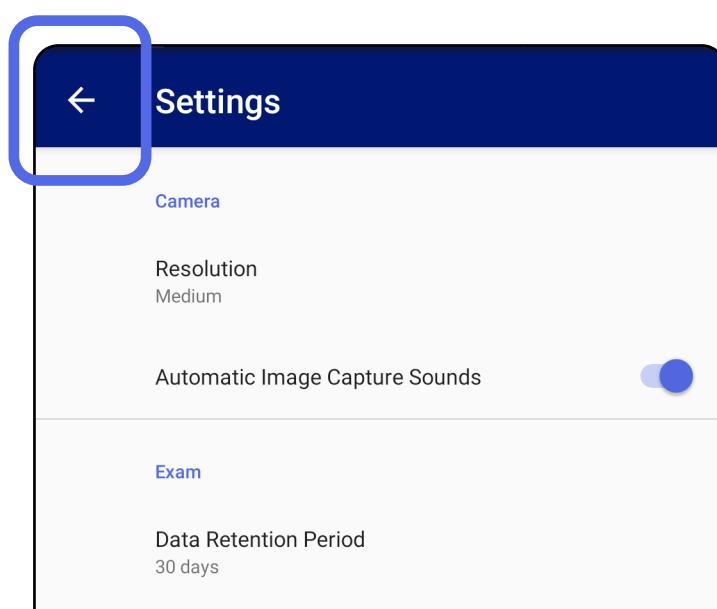 Settings
Camera
Resolution
Medium
Automatic Image Capture Sounds
Exam
Data Retention Period
30 days